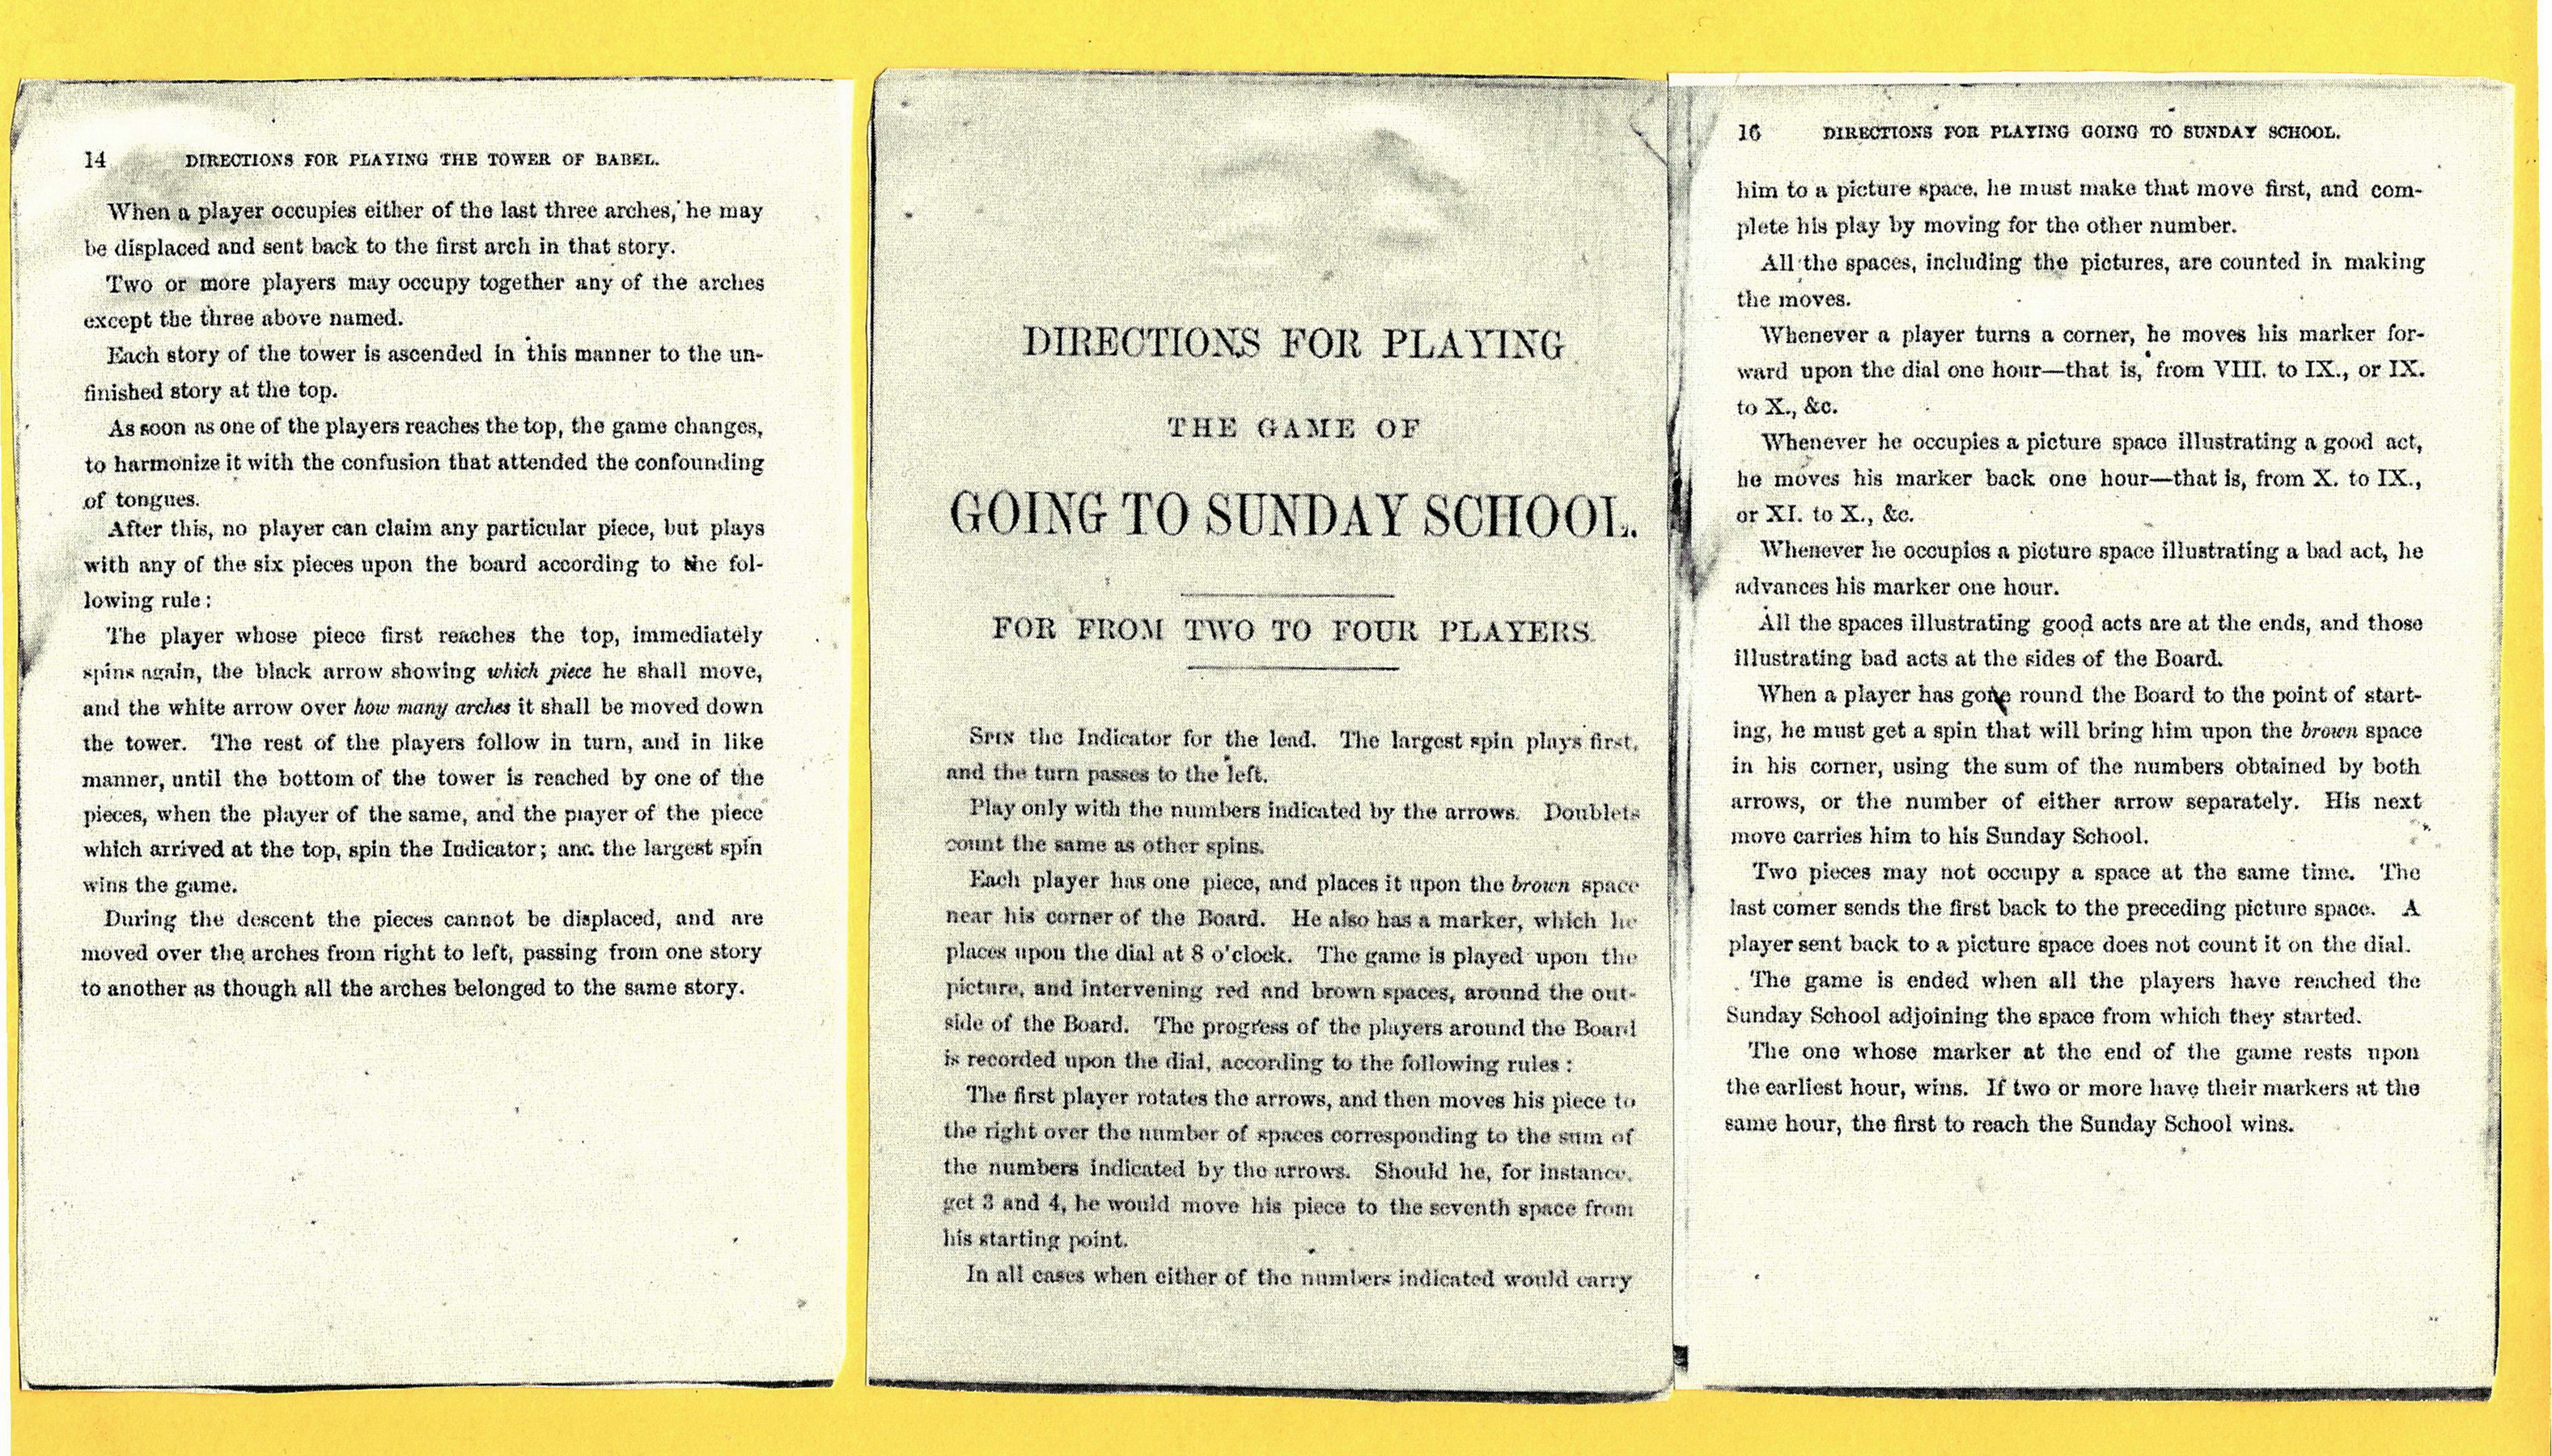 14 DIRECTIONS FOR PLAYING THE TOWER OF BABEL.
When a player occupies either of the last three arches, he may
be displaced and sent back to the first arch in that story.
Two or more players may occupy together any of the arches
except the three above named.
Each story of the tower is ascended in this manner to the un-
finished story at the top.
As soon as one of the players reaches the top, the game changes,
to harmonize it with the confusion that attended the confounding
of tongues.
After this, no player can claim any particular piece, but plays
with any of the six pieces upon the board according to the fol-
lowing rule:
The player whose piece first reaches the top, immediately
spins again, the black arrow showing which piece he shall move,
and the white arrow over how many arches it shall be moved down
the tower. The rest of the players follow in turn, and in like
manner, until the bottom of the tower is reached by one of the
pieces, when the player of the same, and the player of the piece
which arrived at the top, spin the Indicator; and the largest spin
wins the game.
During the descent the pieces cannot be displaced, and are
moved over the arches from right to left, passing from one story
to another as though all the arches belonged to the same story.
DIRECTIONS FOR PLAYING
THE GAME OF
GOING TO SUNDAY SCHOOL.
FOR FROM TWO TO FOUR PLAYERS.
SPIN the Indicator for the lead. The largest spin plays first,
and the turn passes to the left.
Play only with the numbers indicated by the arrows. Doublets
count the same as other spins.
Each player has one piece, and places it upon the brown space
near his corner of the Board. He also has a marker, which he
places upon the dial at 8 o'clock. The game is played upon the
picture, and intervening red and brown spaces, around the out-
side of the Board. The progress of the players around the Board
is recorded upon the dial, according to the following rules:
The first player rotates the arrows, and then moves his piece to
the right over the number of spaces corresponding to the sum of
the numbers indicated by the arrows. Should he, for instance,
get 3 and 4, he would move his piece to the seventh space from
his starting point.
In all cases when either of the numbers indicated would carry
16 DIRECTIONS FOR PLAYING GOING TO SUNDAY SCHOOL.
him to a picture space, he must make that move first, and com-
plete his play by moving for the other number.
All the spaces, including the pictures, are counted in making
the moves.
Whenever a player turns a corner, he moves his marker for-
ward upon the dial one hour—that is, from VIII. to IX., or IX.
to X., &c.
Whenever he occupies a picture space illustrating a good act,
he moves his marker back one hour—that is, from X. to IX.,
or XI. to X., &c.
Whenever he occupies a picture space illustrating a bad act, he
advances his marker one hour.
All the spaces illustrating good acts are at the ends, and those
illustrating bad acts at the sides of the Board.
When a player has gone round the Board to the point of start-
ing, he must get a spin that will bring him upon the brown space
in his corner, using the sum of the numbers obtained by both
arrows, or the number of either arrow separately. His next
move carries him to his Sunday School.
Two pieces may not occupy a space at the same time. The
last comer sends the first back to the preceding picture space. A
player sent back to a picture space does not count it on the dial.
The game is ended when all the players have reached the
Sunday School adjoining the space from which they started.
The one whose marker at the end of the game rests upon
the earliest hour, wins. If two or more have their markers at the
same hour, the first to reach the Sunday School wins.